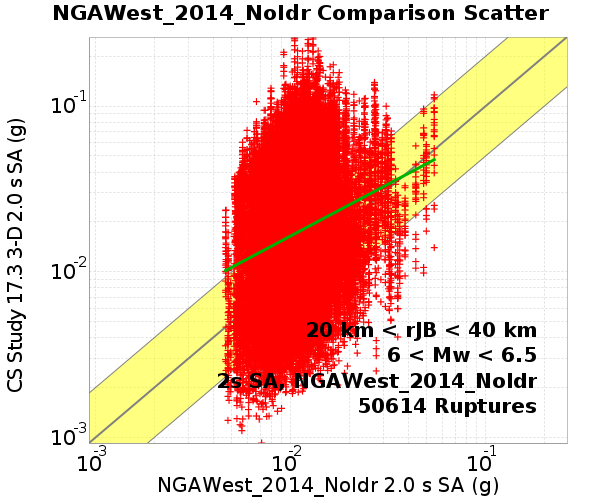 NGAWest_2014_NoIdr Comparison Scatter
CS Study 17.3 3-D 2.0 s SA (g)
10-1
10-2
10-3
20 km < rJB < 40 km
6 < Mw < 6.5
2s SA, NGAWest_2014_NoIdr
50614 Ruptures
10-3 10-2 10-1
NGAWest_2014_NoIdr 2.0 s SA (g)